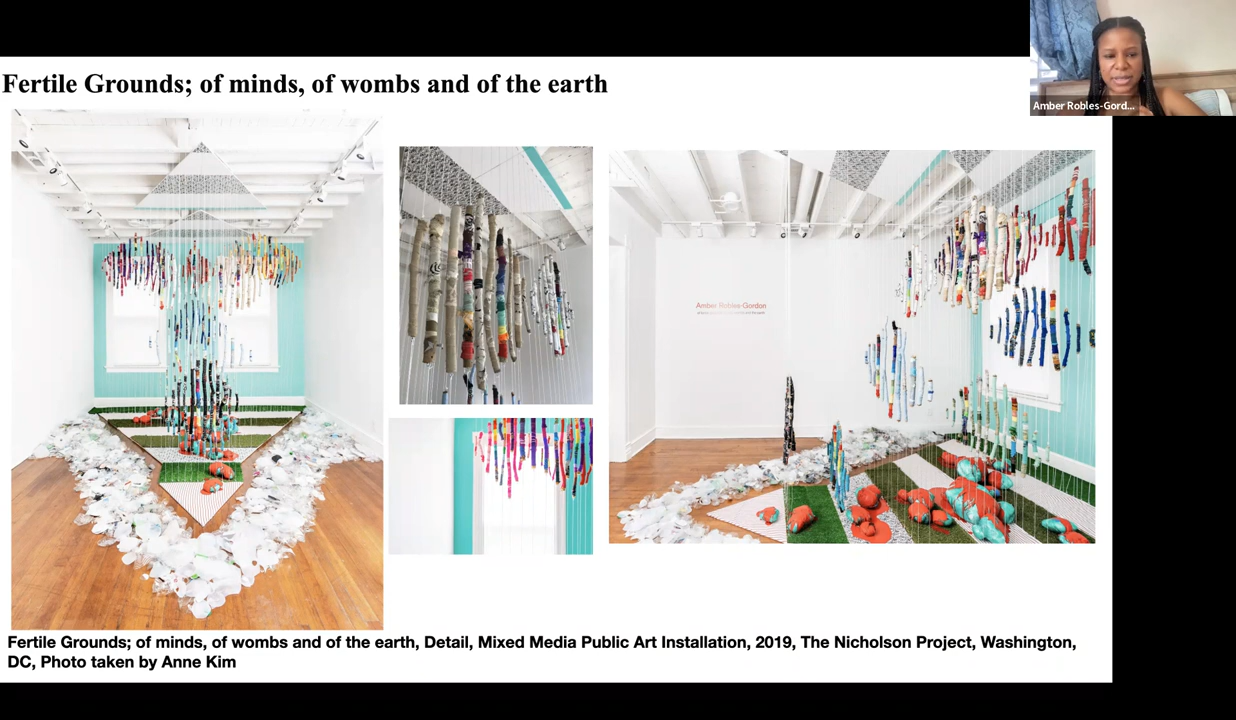 Fertile Grounds; of minds, of wombs and of the earth
Amber Robles-Gord...
Amber Robles-Gordon
Fertile Grounds; of minds, of wombs and of the earth, Detail, Mixed Media Public Art Installation, 2019, The Nicholson Project, Washington,
DC, Photo taken by Anne Kim